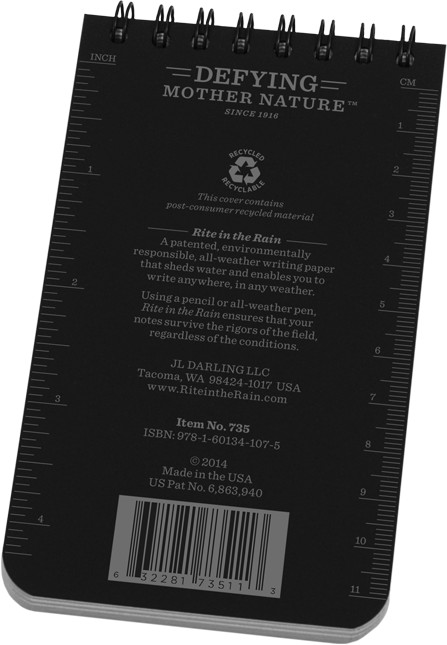 INCH
CM
DEFYING
MOTHER NATURE™
SINCE 1916
RECYCLED
RECYCLABLE
This cover contains
post-consumer recycled material
Rite in the Rain
A patented, environmentally
responsible, all-weather writing paper
that sheds water and enables you to
write anywhere, in any weather.
Using a pencil or all-weather pen,
Rite in the Rain ensures that your
notes survive the rigors of the field,
regardless of the conditions.
JL DARLING LLC
Tacoma, WA 98424-1017 USA
www.RiteintheRain.com
Item No. 735
ISBN: 978-1-60134-107-5
© 2014
Made in the USA
US Pat No. 6,863,940
6 32281 73511 3
1
2
3
4
1
2
3
4
5
6
7
8
9
10
11